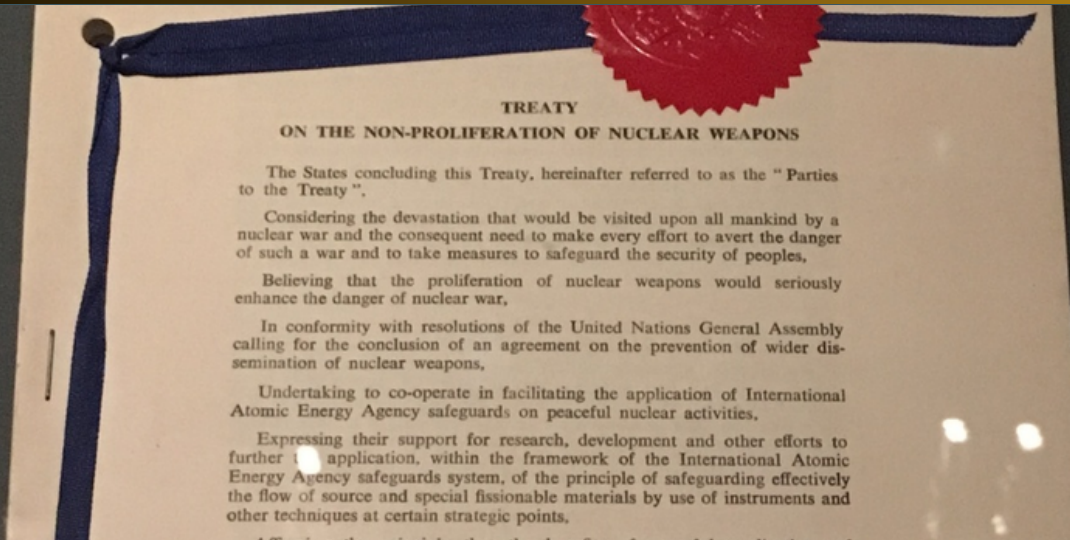 TREATY
ON THE NON-PROLIFERATION OF NUCLEAR WEAPONS
The States concluding this Treaty, hereinafter referred to as the “ Parties
to the Treaty ”,
Considering the devastation that would be visited upon all mankind by a
nuclear war and the consequent need to make every effort to avert the danger
of such a war and to take measures to safeguard the security of peoples,
Believing that the proliferation of nuclear weapons would seriously
enhance the danger of nuclear war,
In conformity with resolutions of the United Nations General Assembly
calling for the conclusion of an agreement on the prevention of wider dis-
semination of nuclear weapons,
Undertaking to co-operate in facilitating the application of International
Atomic Energy Agency safeguards on peaceful nuclear activities,
Expressing their support for research, development and other efforts to
further application, within the framework of the International Atomic
Energy Agency safeguards system, of the principle of safeguarding effectively
the flow of source and special fissionable materials by use of instruments and
other techniques at certain strategic points,